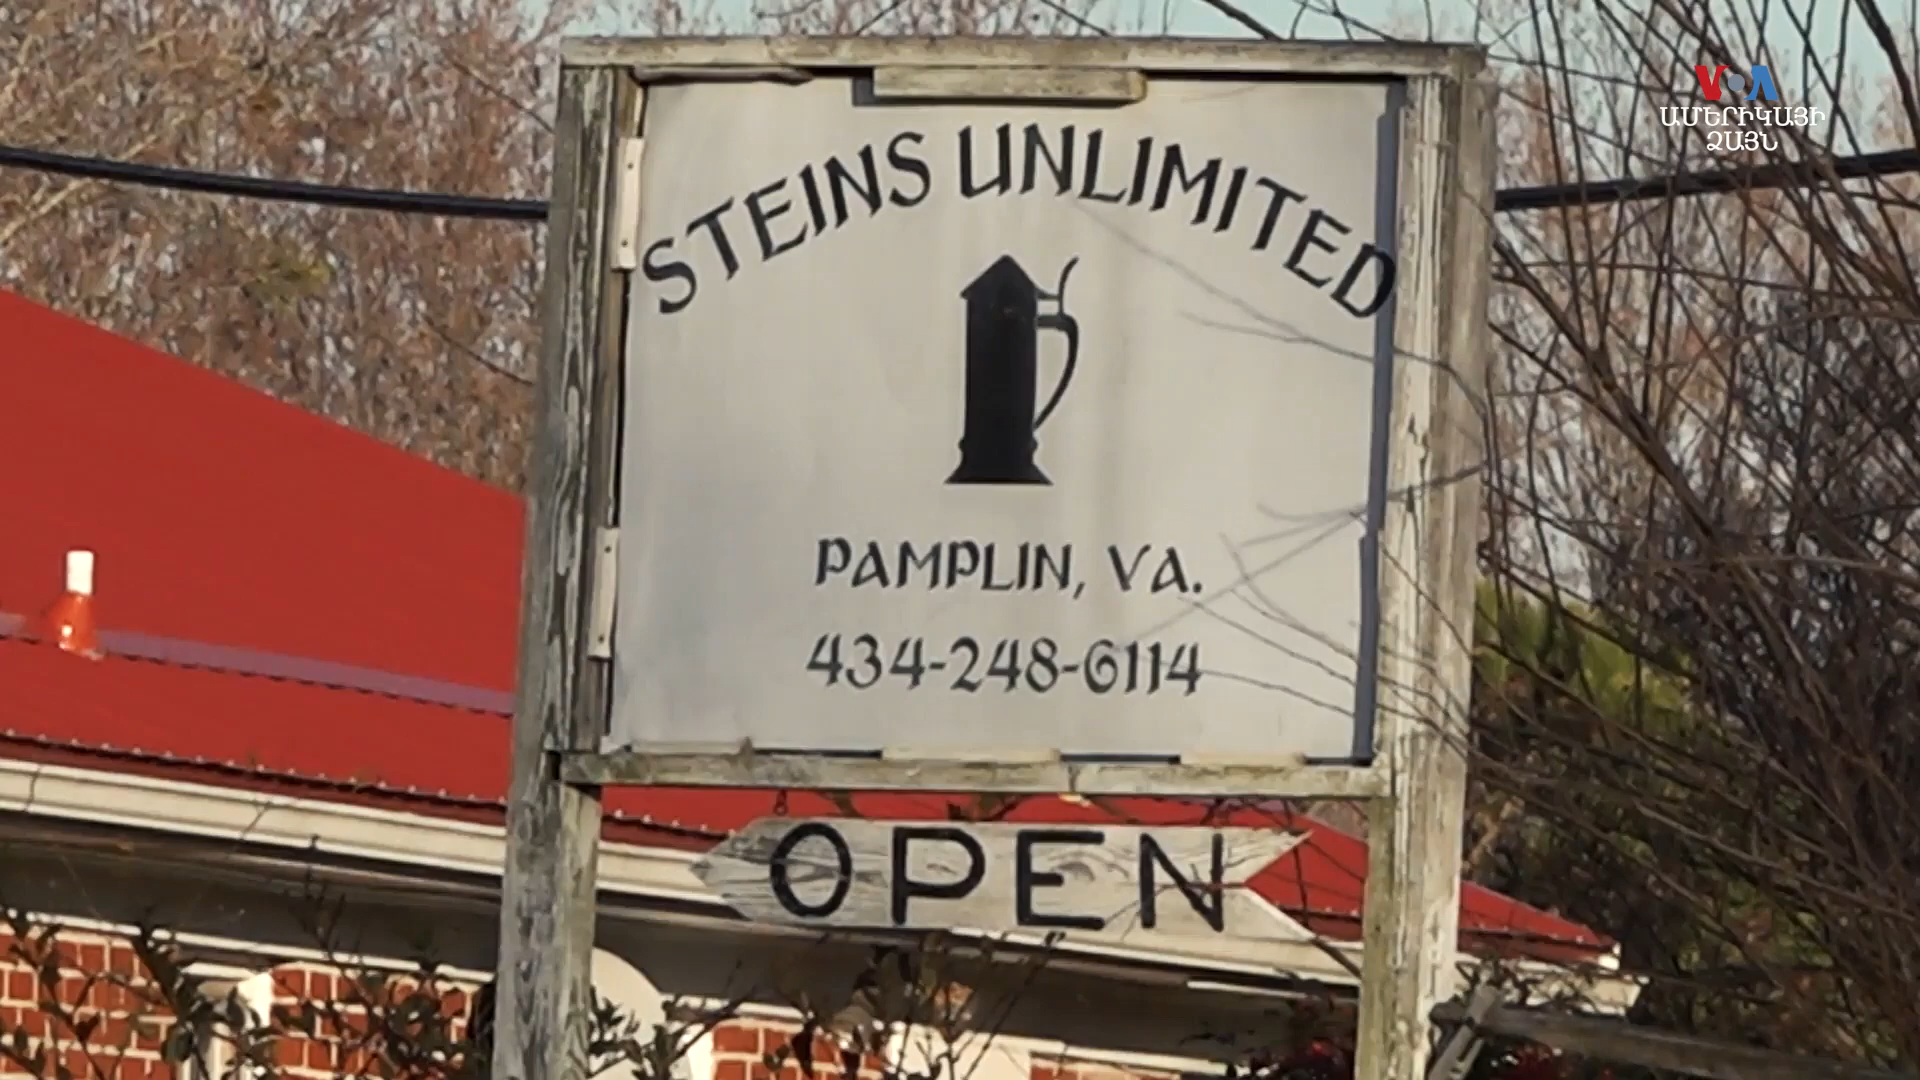 VOA
ԱՄԵՐԻԿԱՅԻ
ՁԱՅՆ
STEINS UNLIMITED
PAMPLIN, VA.
434-248-6114
OPEN